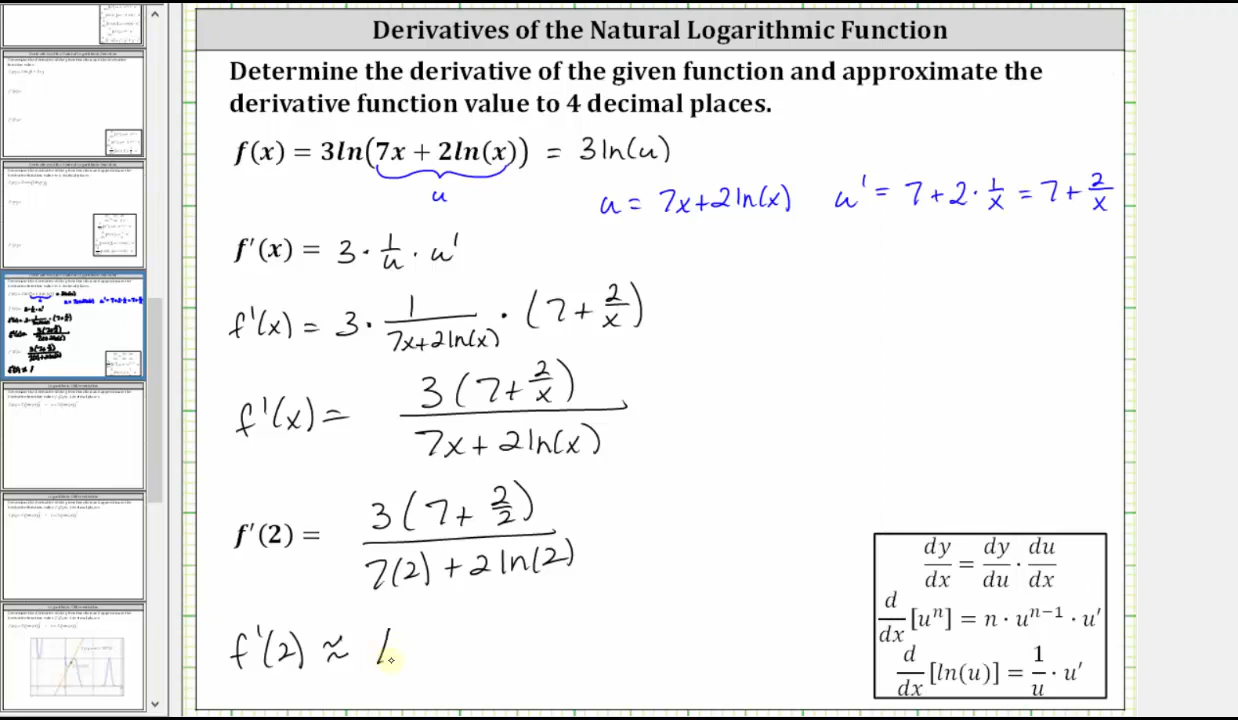 Derivatives of the Natural Logarithmic Function
Determine the derivative of the given function and approximate the
derivative function value to 4 decimal places.
f(x) = 3ln(7x + 2ln(x)) = 3ln(u)
u
u = 7x+2ln(x) u' = 7+2·1/x = 7+2/x
f'(x) = 3 · 1/u · u'
f'(x) = 3 · 1/(7x+2ln(x)) · (7+2/x)
f'(x) = 3(7+2/x)/(7x+2ln(x))
f'(2) = 3(7+2/2)/(7(2)+2ln(2))
f'(2) ≈ 1.
dy/dx = dy/du · du/dx
d/dx [uⁿ] = n · uⁿ⁻¹ · u'
d/dx [ln(u)] = 1/u · u'